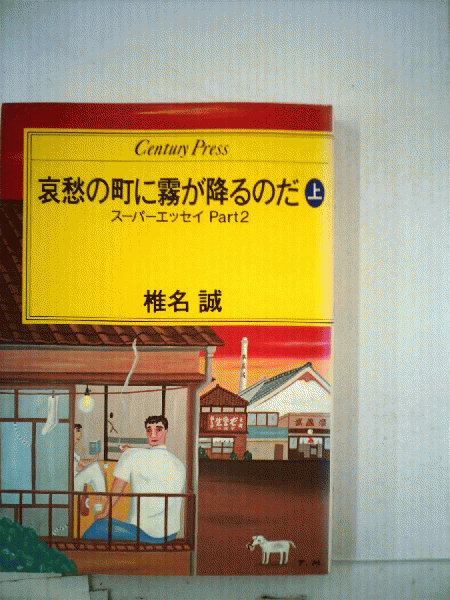 Century Press
哀愁の町に霧が降るのだ 上
スーパーエッセイ Part2
椎名 誠
T.M.